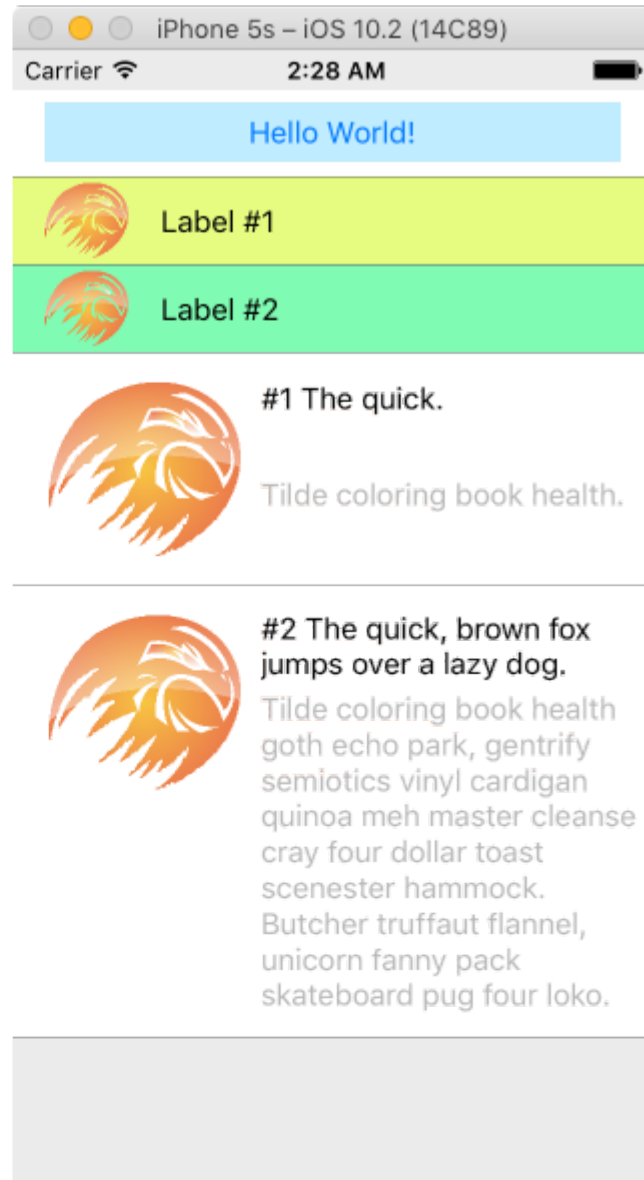 iPhone 5s – iOS 10.2 (14C89)
Carrier 2:28 AM
Hello World!
Label #1
Label #2
#1 The quick.
Tilde coloring book health.
#2 The quick, brown fox
jumps over a lazy dog.
Tilde coloring book health
goth echo park, gentrify
semiotics vinyl cardigan
quinoa meh master cleanse
cray four dollar toast
scenester hammock.
Butcher truffaut flannel,
unicorn fanny pack
skateboard pug four loko.